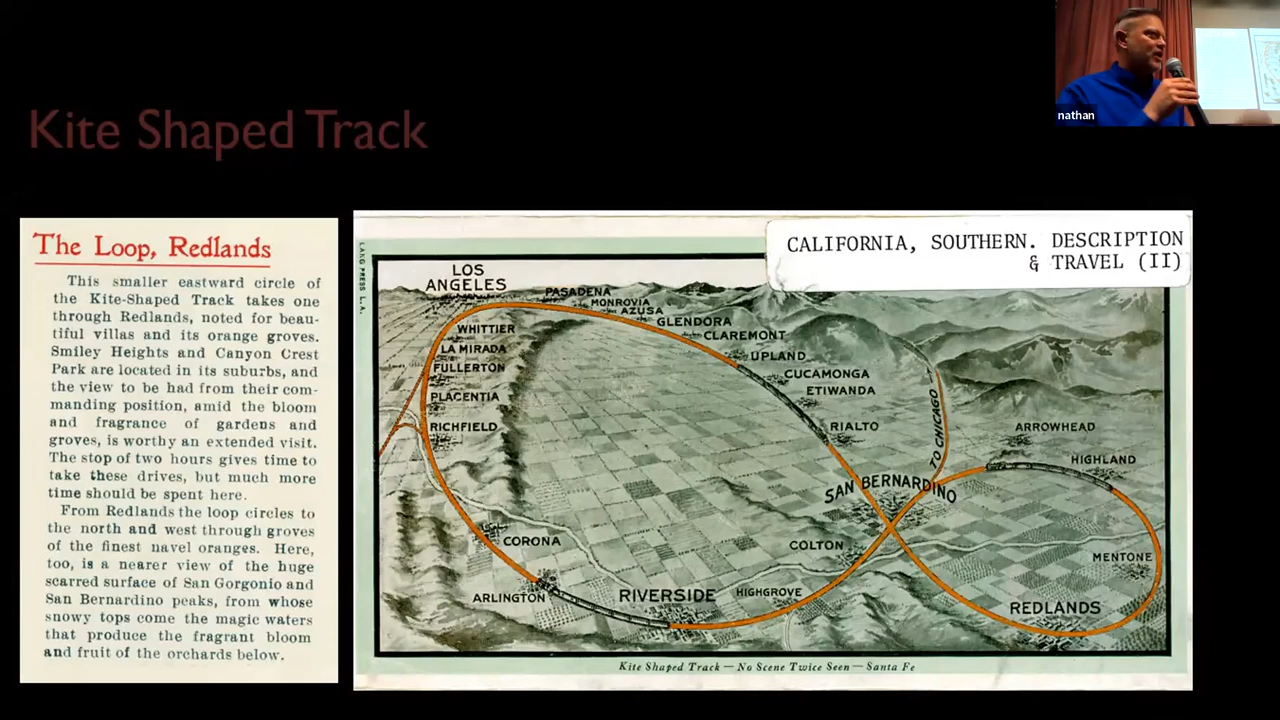 Kite Shaped Track
nathan
The Loop, Redlands
This smaller eastward circle of
the Kite-Shaped Track takes one
through Redlands, noted for beau-
tiful villas and its orange groves.
Smiley Heights and Canyon Crest
Park are located in its suburbs, and
the view to be had from their com-
manding position, amid the bloom
and fragrance of gardens and
groves, is worthy an extended visit.
The stop of two hours gives time to
take these drives, but much more
time should be spent here.
From Redlands the loop circles to
the north and west through groves
of the finest navel oranges. Here,
too, is a nearer view of the huge
scarred surface of San Gorgonio and
San Bernardino peaks, from whose
snowy tops come the magic waters
that produce the fragrant bloom
and fruit of the orchards below.
LANG PRESS L.A.
CALIFORNIA, SOUTHERN. DESCRIPTION
& TRAVEL (II)
LOS
ANGELES
PASADENA
MONROVIA
AZUSA
GLENDORA
CLAREMONT
UPLAND
CUCAMONGA
ETIWANDA
RIALTO
WHITTIER
LA MIRADA
FULLERTON
PLACENTIA
RICHFIELD
TO CHICAGO
ARROWHEAD
HIGHLAND
SAN BERNARDINO
CORONA
COLTON
MENTONE
ARLINGTON
RIVERSIDE
HIGHGROVE
REDLANDS
Kite Shaped Track — No Scene Twice Seen — Santa Fe